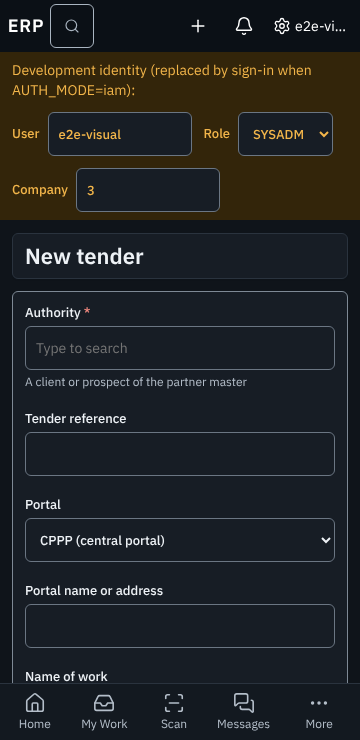 ERP
e2e-vi...
Development identity (replaced by sign-in when
AUTH_MODE=iam):
User e2e-visual Role SYSADM
Company 3
New tender
Authority *
Type to search
A client or prospect of the partner master
Tender reference
Portal
CPPP (central portal)
Portal name or address
Name of work
Home My Work Scan Messages More